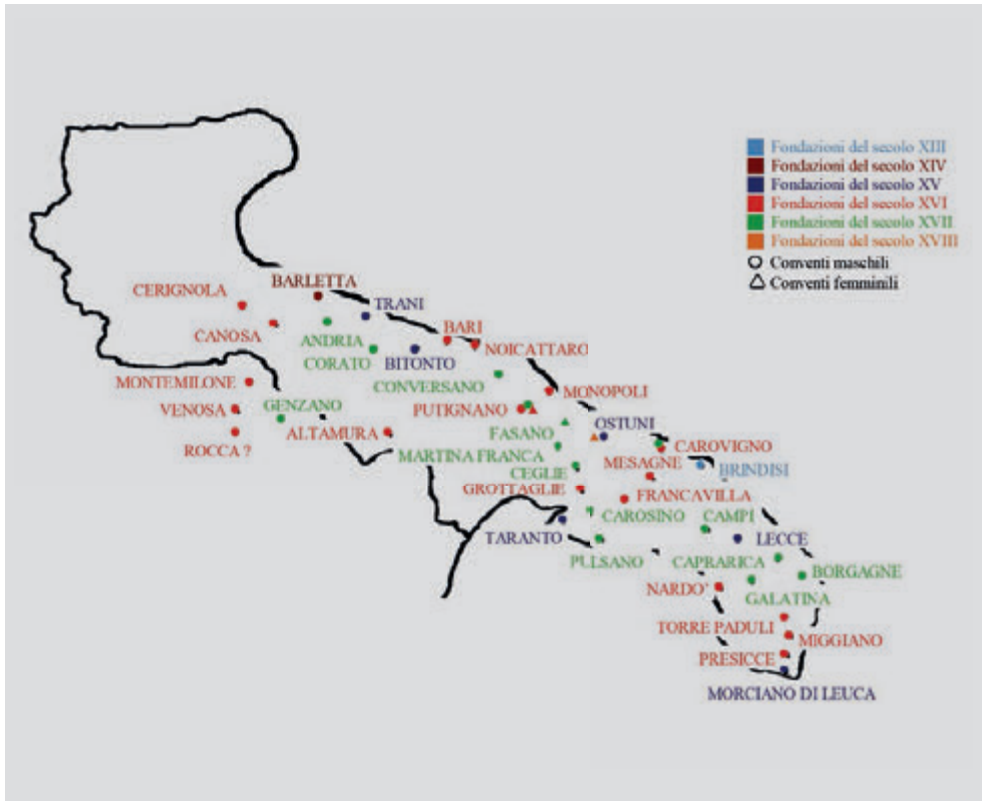 Fondazioni del secolo XIII
Fondazioni del secolo XIV
Fondazioni del secolo XV
Fondazioni del secolo XVI
Fondazioni del secolo XVII
Fondazioni del secolo XVIII
Conventi maschili
Conventi femminili
BARLETTA
CERIGNOLA
TRANI
CANOSA
BARI
ANDRIA
NOICATTARO
CORATO
BITONTO
MONTEMILONE
CONVERSANO
MONOPOLI
VENOSA
GENZANO
PUTIGNANO
OSTUNI
ROCCA ?
ALTAMURA
FASANO
CAROVIGNO
MARTINA FRANCA
MESAGNE
BRINDISI
CEGLIE
GROTTAGLIE
FRANCAVILLA
CAROSINO
CAMPI
TARANTO
LECCE
PULSANO
CAPRARICA
BORGAGNE
NARDO'
GALATINA
TORRE PADULI
MIGGIANO
PRESICCE
MORCIANO DI LEUCA